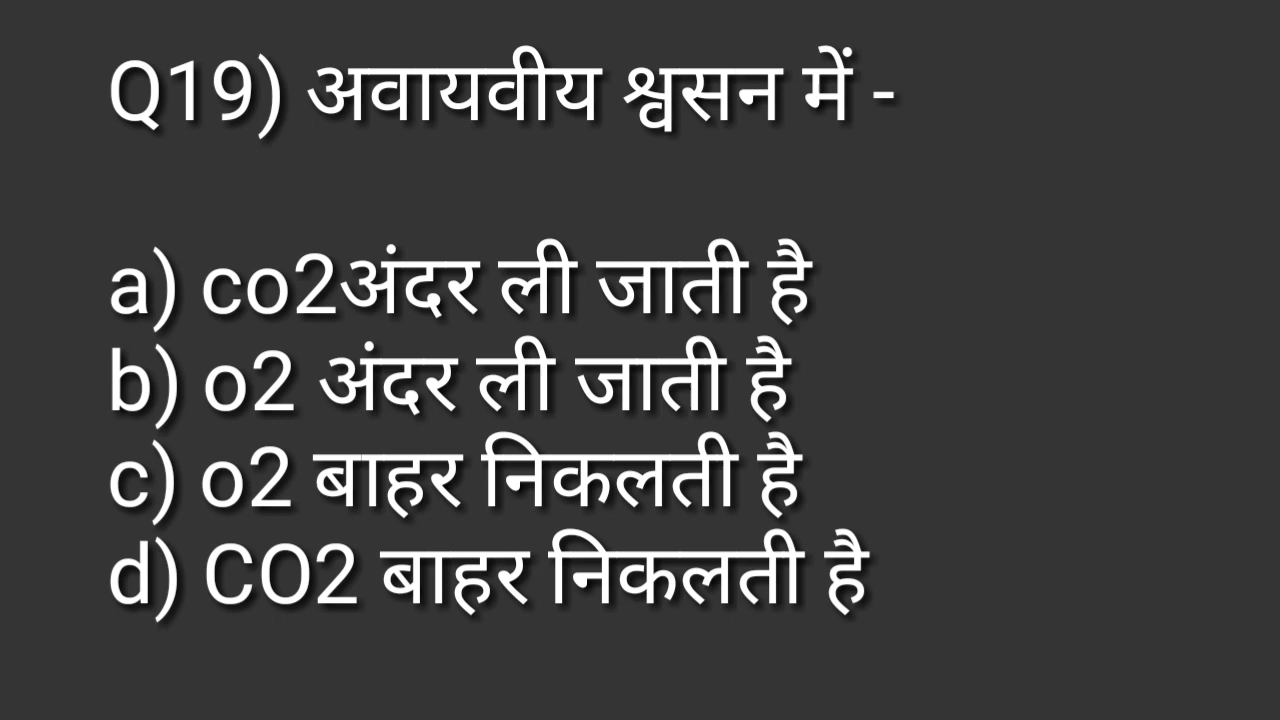 Q19) अवायवीय श्वसन में -
a) co2अंदर ली जाती है
b) o2 अंदर ली जाती है
c) o2 बाहर निकलती है
d) CO2 बाहर निकलती है